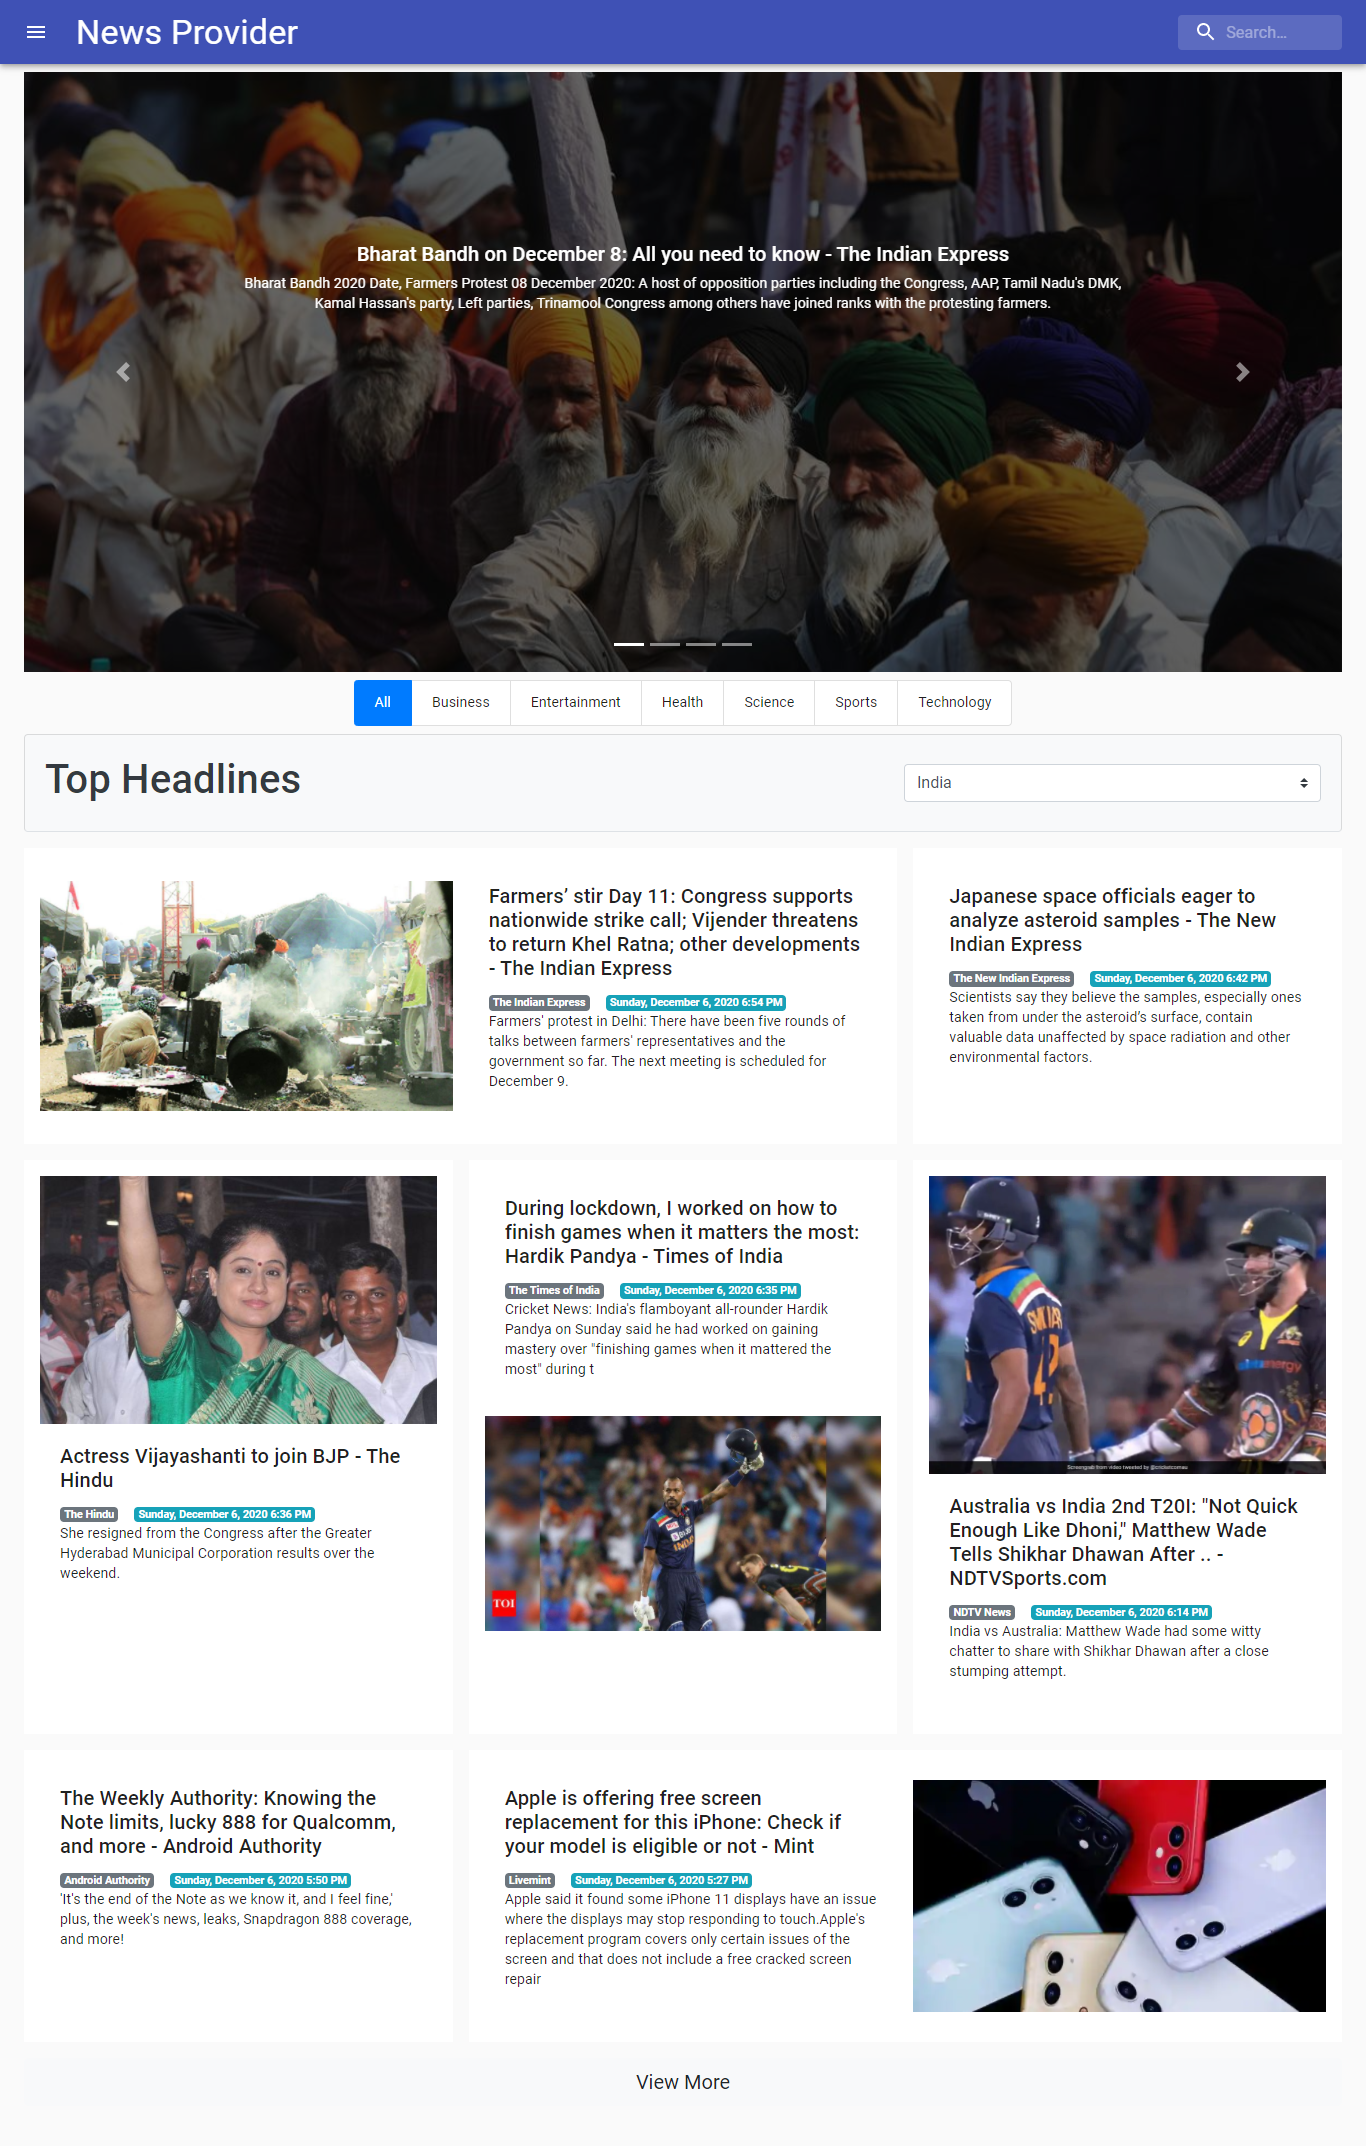 News Provider
Search...
Bharat Bandh on December 8: All you need to know - The Indian Express
Bharat Bandh 2020 Date, Farmers Protest 08 December 2020: A host of opposition parties including the Congress, AAP, Tamil Nadu's DMK,
Kamal Hassan's party, Left parties, Trinamool Congress among others have joined ranks with the protesting farmers.
All
Business
Entertainment
Health
Science
Sports
Technology
Top Headlines
India
Farmers’ stir Day 11: Congress supports
nationwide strike call; Vijender threatens
to return Khel Ratna; other developments
- The Indian Express
The Indian Express
Sunday, December 6, 2020 6:54 PM
Farmers' protest in Delhi: There have been five rounds of
talks between farmers' representatives and the
government so far. The next meeting is scheduled for
December 9.
Japanese space officials eager to
analyze asteroid samples - The New
Indian Express
The New Indian Express
Sunday, December 6, 2020 6:42 PM
Scientists say they believe the samples, especially ones
taken from under the asteroid’s surface, contain
valuable data unaffected by space radiation and other
environmental factors.
Actress Vijayashanti to join BJP - The
Hindu
The Hindu
Sunday, December 6, 2020 6:36 PM
She resigned from the Congress after the Greater
Hyderabad Municipal Corporation results over the
weekend.
During lockdown, I worked on how to
finish games when it matters the most:
Hardik Pandya - Times of India
The Times of India
Sunday, December 6, 2020 6:35 PM
Cricket News: India's flamboyant all-rounder Hardik
Pandya on Sunday said he had worked on gaining
mastery over "finishing games when it mattered the
most" during t
INDIA
TOI
Screengrab from video tweeted by @cricketcomau
Australia vs India 2nd T20I: "Not Quick
Enough Like Dhoni," Matthew Wade
Tells Shikhar Dhawan After .. -
NDTVSports.com
NDTV News
Sunday, December 6, 2020 6:14 PM
India vs Australia: Matthew Wade had some witty
chatter to share with Shikhar Dhawan after a close
stumping attempt.
The Weekly Authority: Knowing the
Note limits, lucky 888 for Qualcomm,
and more - Android Authority
Android Authority
Sunday, December 6, 2020 5:50 PM
'It's the end of the Note as we know it, and I feel fine,'
plus, the week's news, leaks, Snapdragon 888 coverage,
and more!
Apple is offering free screen
replacement for this iPhone: Check if
your model is eligible or not - Mint
Livemint
Sunday, December 6, 2020 5:27 PM
Apple said it found some iPhone 11 displays have an issue
where the displays may stop responding to touch.Apple's
replacement program covers only certain issues of the
screen and that does not include a free cracked screen
repair
View More